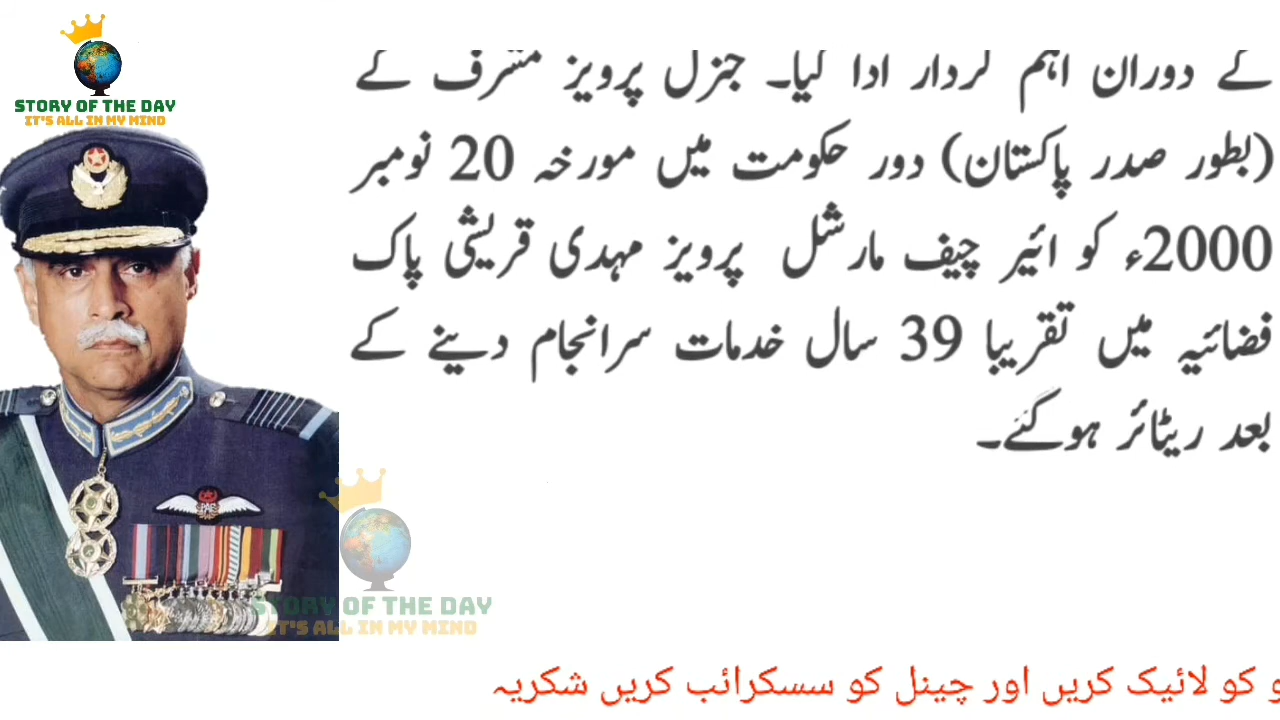 STORY OF THE DAY
IT'S ALL IN MY MIND
کے دوران اہم کردار ادا کیا۔ جنرل پرویز مشرف کے
(بطور صدر پاکستان) دور حکومت میں مورخہ 20 نومبر
2000ء کو ائیر چیف مارشل پرویز مہدی قریشی پاک
فضائیہ میں تقریبا 39 سال خدمات سرانجام دینے کے
بعد ریٹائر ہوگئے۔
PAF
STORY OF THE DAY
IT'S ALL IN MY MIND
کو لائیک کریں اور چینل کو سسکرائب کریں شکریہ